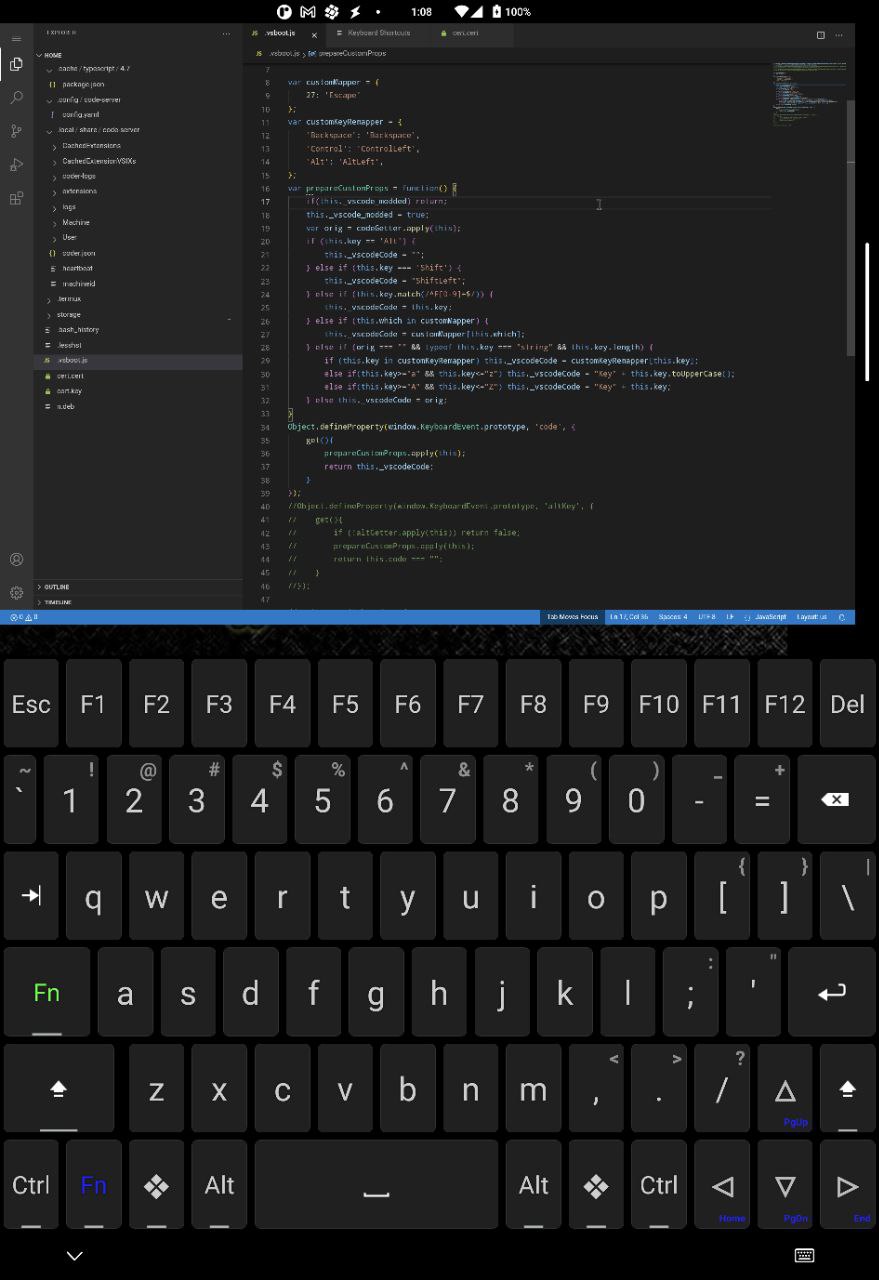 1:08 100%
EXPLORER ...
.vsboot.js × Keyboard Shortcuts cert.cert ...
.vsboot.js > prepareCustomProps
HOME
.cache / typescript / 4.7
package.json
.config / code-server
config.yaml
.local / share / code-server
CachedExtensions
CachedExtensionVSIXs
coder-logs
extensions
logs
Machine
User
coder.json
heartbeat
machineid
.termux
storage
.bash_history
.lesshst
.vsboot.js
cert.cert
cert.key
n.deb
OUTLINE
TIMELINE
7
8 var customMapper = {
9 27: 'Escape'
10 };
11 var customKeyRemapper = {
12 'Backspace': 'Backspace',
13 'Control': 'ControlLeft',
14 'Alt': 'AltLeft',
15 };
16 var prepareCustomProps = function() {
17 if(this._vscode_modded) return;
18 this._vscode_modded = true;
19 var orig = codeGetter.apply(this);
20 if (this.key == 'Alt') {
21 this._vscodeCode = "";
22 } else if (this.key === 'Shift') {
23 this._vscodeCode = "ShiftLeft";
24 } else if (this.key.match(/^F[0-9]+$/)) {
25 this._vscodeCode = this.key;
26 } else if (this.which in customMapper) {
27 this._vscodeCode = customMapper[this.which];
28 } else if (orig === "" && typeof this.key === "string" && this.key.length) {
29 if (this.key in customKeyRemapper) this._vscodeCode = customKeyRemapper[this.key];
30 else if(this.key>="a" && this.key<="z") this._vscodeCode = "Key" + this.key.toUpperCase();
31 else if(this.key>="A" && this.key<="Z") this._vscodeCode = "Key" + this.key;
32 } else this._vscodeCode = orig;
33 }
34 Object.defineProperty(window.KeyboardEvent.prototype, 'code', {
35 get(){
36 prepareCustomProps.apply(this);
37 return this._vscodeCode;
38 }
39 });
40 //Object.defineProperty(window.KeyboardEvent.prototype, 'altKey', {
41 // get(){
42 // if (!altGetter.apply(this)) return false;
43 // prepareCustomProps.apply(this);
44 // return this.code === "";
45 // }
46 //});
47
0 0 Tab Moves Focus Ln 17, Col 36 Spaces: 4 UTF-8 LF {} JavaScript Layout: us
Esc F1 F2 F3 F4 F5 F6 F7 F8 F9 F10 F11 F12 Del
~ ! @ # $ % ^ & * ( ) _ +
` 1 2 3 4 5 6 7 8 9 0 - =
{ } |
q w e r t y u i o p [ ] \
: "
Fn a s d f g h j k l ; '
< > ?
z x c v b n m , . /
PgUp
Ctrl Fn Alt Alt Ctrl
Home PgDn End